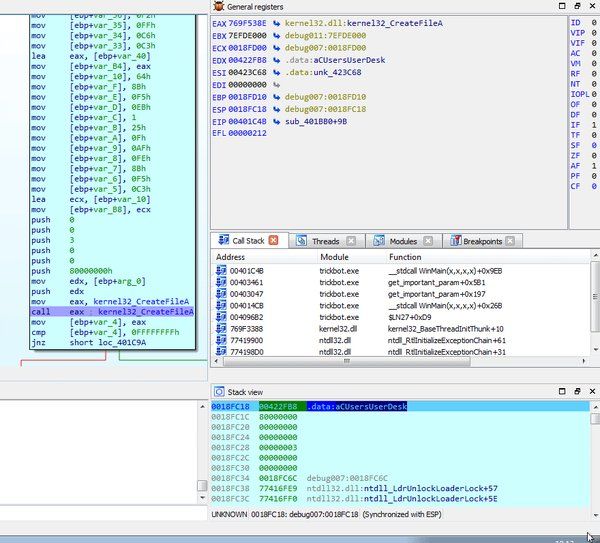 mov [ebp+var_36], 0F2h
mov [ebp+var_35], 0FFh
mov [ebp+var_34], 0C6h
mov [ebp+var_33], 0C3h
lea eax, [ebp+var_40]
mov [ebp+var_B4], eax
mov [ebp+var_10], 64h
mov [ebp+var_F], 8Bh
mov [ebp+var_E], 0F5h
mov [ebp+var_D], 0EBh
mov [ebp+var_C], 1
mov [ebp+var_B], 25h
mov [ebp+var_A], 0Fh
mov [ebp+var_9], 0AFh
mov [ebp+var_8], 0FEh
mov [ebp+var_7], 8Bh
mov [ebp+var_6], 0F5h
mov [ebp+var_5], 0C3h
lea ecx, [ebp+var_10]
mov [ebp+var_B8], ecx
push 0
push 0
push 3
push 0
push 0
push 80000000h
mov edx, [ebp+arg_0]
push edx
mov eax, kernel32_CreateFileA
call eax ; kernel32_CreateFileA
mov [ebp+var_4], eax
cmp [ebp+var_4], 0FFFFFFFFh
jnz short loc_401C9A
General registers
EAX 769F538E kernel32.dll:kernel32_CreateFileA
EBX 7EFDE000 debug011:7EFDE000
ECX 0018FD00 debug007:0018FD00
EDX 00422FB8 .data:aCUsersUserDesk
ESI 00423C68 .data:unk_423C68
EDI 00000000
EBP 0018FD10 debug007:0018FD10
ESP 0018FC18 debug007:0018FC18
EIP 00401C4B sub_401BB0+9B
EFL 00000212
ID 0
VIP 0
VIF 0
AC 0
VM 0
RF 0
NT 0
IOPL 0
OF 0
DF 0
IF 1
TF 0
SF 0
ZF 0
AF 1
PF 0
CF 0
Call Stack Threads Modules Breakpoints
Address Module Function
00401C4B trickbot.exe __stdcall WinMain(x,x,x,x)+0x9EB
00403461 trickbot.exe get_important_param+0x5B1
00403047 trickbot.exe get_important_param+0x197
004014CB trickbot.exe __stdcall WinMain(x,x,x,x)+0x26B
004096B2 trickbot.exe $LN27+0xD9
769F3388 kernel32.dll kernel32_BaseThreadInitThunk+10
77419900 ntdll32.dll ntdll_RtlInitializeExceptionChain+61
774198D0 ntdll32.dll ntdll_RtlInitializeExceptionChain+31
Stack view
0018FC18 00422FB8 .data:aCUsersUserDesk
0018FC1C 80000000
0018FC20 00000000
0018FC24 00000000
0018FC28 00000003
0018FC2C 00000000
0018FC30 00000000
0018FC34 0018FC6C debug007:0018FC6C
0018FC38 77416FE9 ntdll32.dll:ntdll_LdrUnlockLoaderLock+57
0018FC3C 77416FF0 ntdll32.dll:ntdll_LdrUnlockLoaderLock+5E
UNKNOWN 0018FC18: debug007:0018FC18 (Synchronized with ESP)